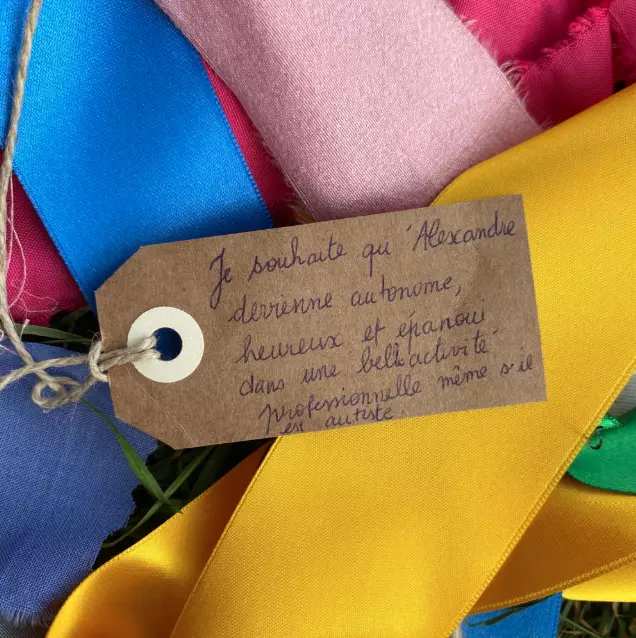 Je souhaite qu'Alexandre
devienne autonome,
heureux et épanoui
dans une belle activité
professionnelle même s'il
est autiste.